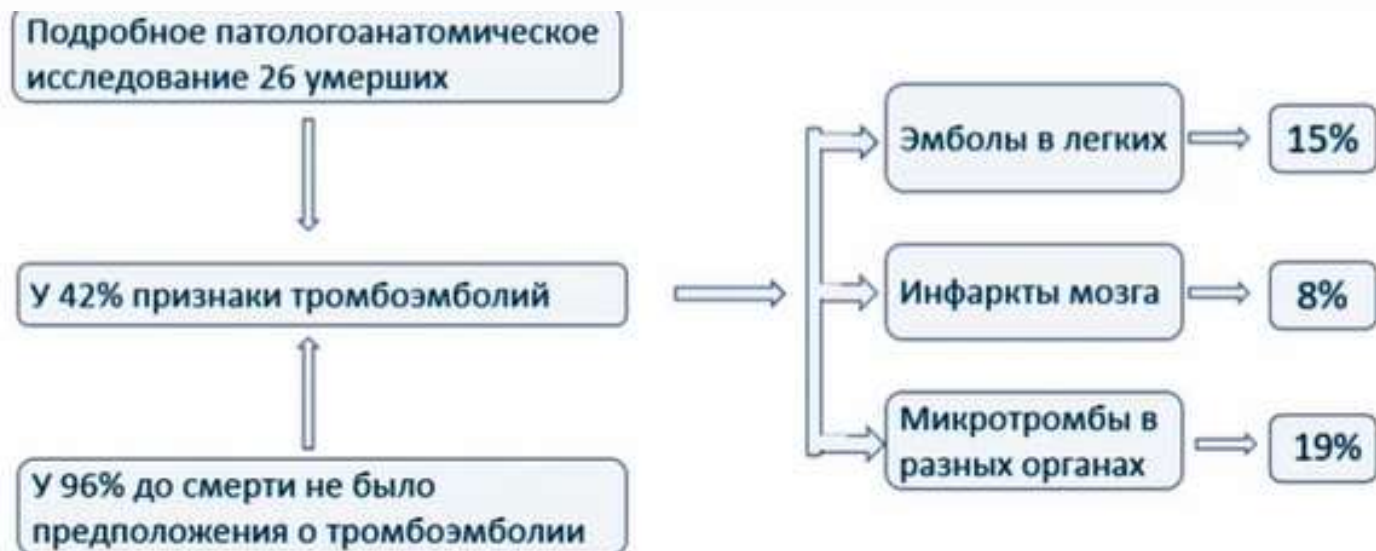 Подробное патологоанатомическое
исследование 26 умерших
У 42% признаки тромбоэмболий
У 96% до смерти не было
предположения о тромбоэмболии
Эмболы в легких
15%
Инфаркты мозга
8%
Микротромбы в
разных органах
19%